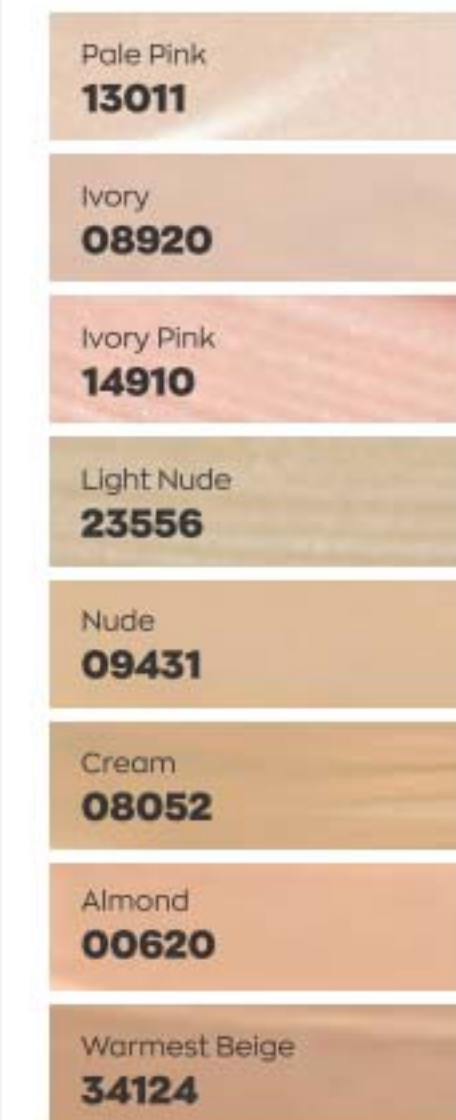 Pale Pink
13011
Ivory
08920
Ivory Pink
14910
Light Nude
23556
Nude
09431
Cream
08052
Almond
00620
Warmest Beige
34124